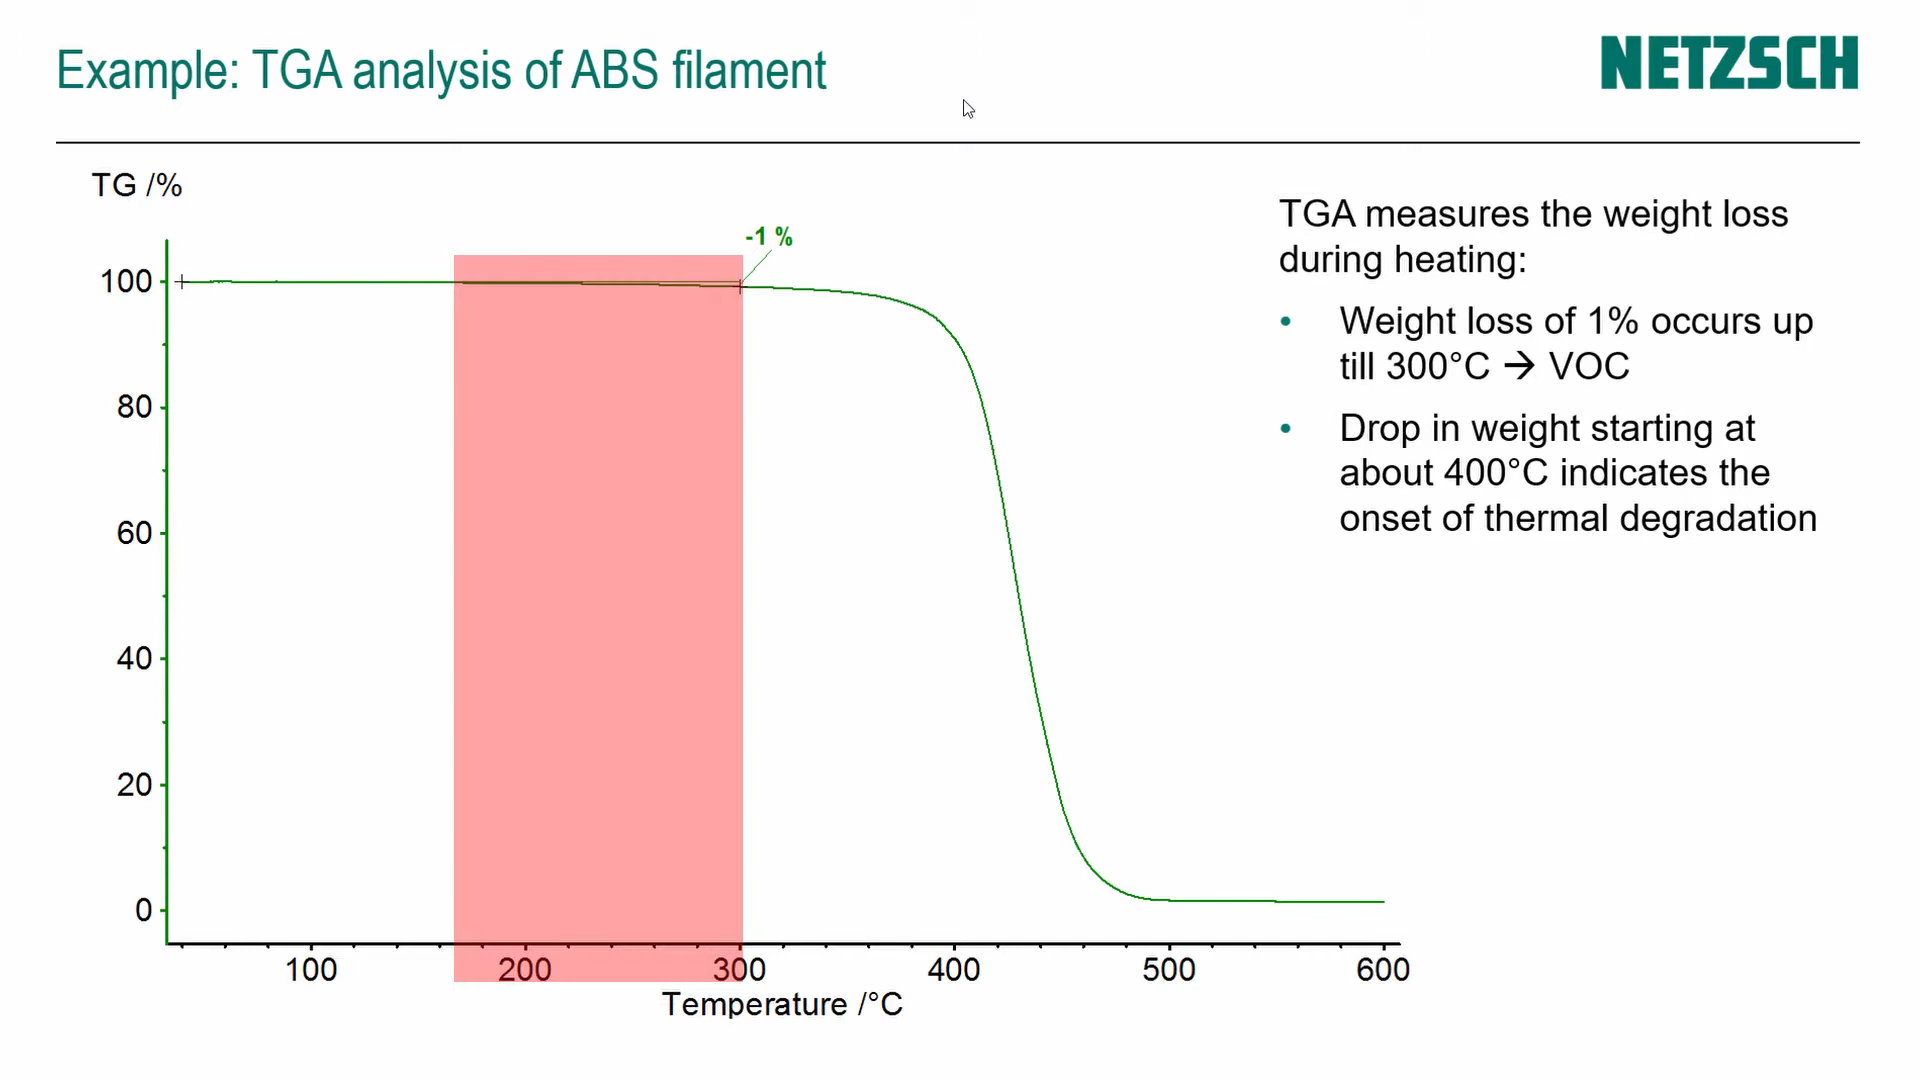 Example: TGA analysis of ABS filament
NETZSCH
TG /%
-1 %
100
80
60
40
20
0
100 200 300 400 500 600
Temperature /°C
TGA measures the weight loss
during heating:
• Weight loss of 1% occurs up
till 300°C → VOC
• Drop in weight starting at
about 400°C indicates the
onset of thermal degradation